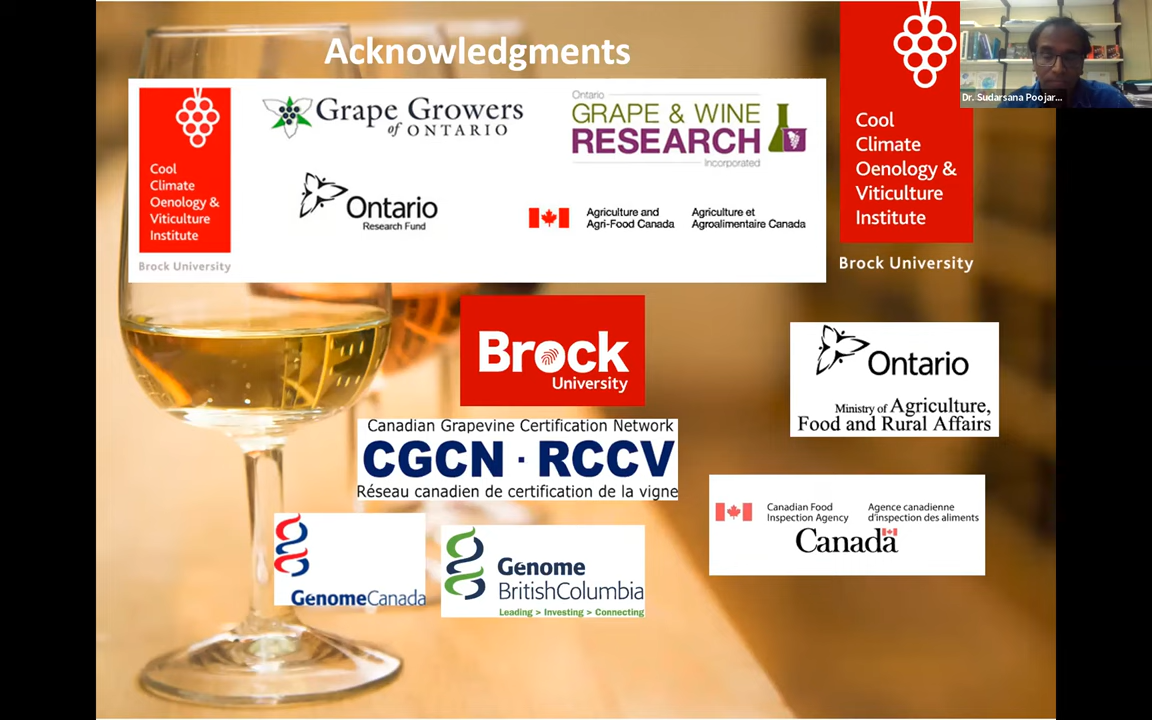 Acknowledgments
Cool
Climate
Oenology &
Viticulture
Institute
Brock University
Grape Growers
of ONTARIO
Ontario
GRAPE & WINE
RESEARCH
Incorporated
Ontario
Research Fund
Agriculture and
Agri-Food Canada
Agriculture et
Agroalimentaire Canada
Cool
Climate
Oenology &
Viticulture
Institute
Brock University
Dr. Sudarsana Poojar...
Brock
University
Ontario
Ministry of Agriculture,
Food and Rural Affairs
Canadian Grapevine Certification Network
CGCN · RCCV
Réseau canadien de certification de la vigne
Canadian Food
Inspection Agency
Agence canadienne
d'inspection des aliments
Canada
GenomeCanada
Genome
BritishColumbia
Leading > Investing > Connecting